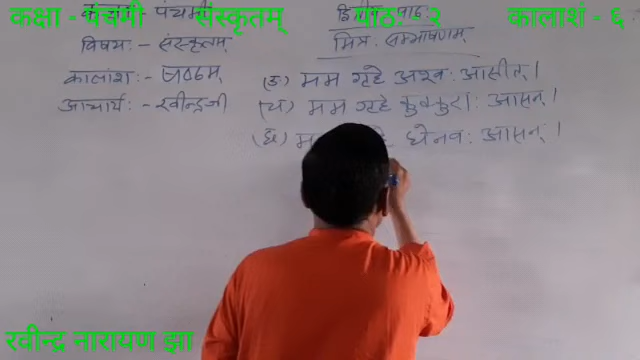 कक्षा - पंचमी संस्कृतम् पाठः २ कालाशं - ६
पंचमी
द्वितीय पाठः
विषयः - संस्कृतम्
मित्र सम्भाषणम्
कालांशः - षष्ठम्
(ङ) मम गृहे अश्वः आसीत् ।
आचार्यः - रवीन्द्रजी
(च) मम गृहे कुक्कुराः आसन् ।
(छ) गृहे धेनवः आसन् ।
रवीन्द्र नारायण झा